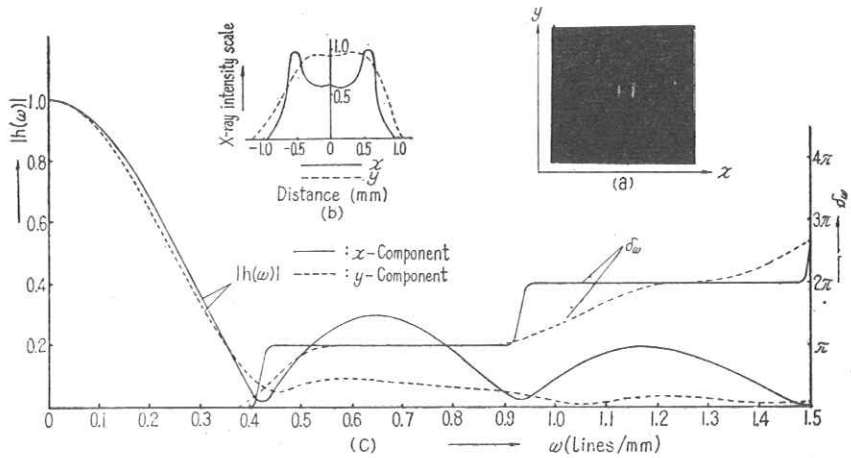 X-ray intensity scale
1.0
0.5
-1.0 -0.5 0 0.5 1.0
x
y
Distance (mm)
(b)
y
x
(a)
|h(ω)|
1.0
0.8
0.6
0.4
0.2
|h(ω)|
: x-Component
: y-Component
δω
4π
3π
2π
π
δω
0 0.1 0.2 0.3 0.4 0.5 0.6 0.7 0.8 0.9 1.0 1.1 1.2 1.3 1.4 1.5
(C)
ω(Lines/mm)